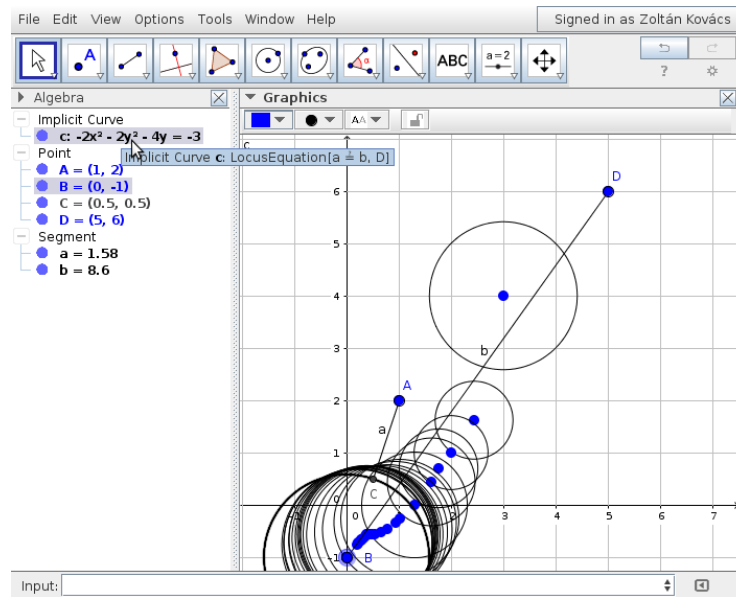 File Edit View Options Tools Window Help
Signed in as Zoltán Kovács
A
α
ABC
a=2
?
Algebra
Graphics
AA
Implicit Curve
c: -2x² - 2y² - 4y = -3
Implicit Curve c: LocusEquation[a ≟ b, D]
Point
A = (1, 2)
B = (0, -1)
C = (0.5, 0.5)
D = (5, 6)
Segment
a = 1.58
b = 8.6
c
D
6
5
4
b
3
A
2
a
1
C
0
-1 0 1 2 3 4 5 6 7
-1 B
Input: